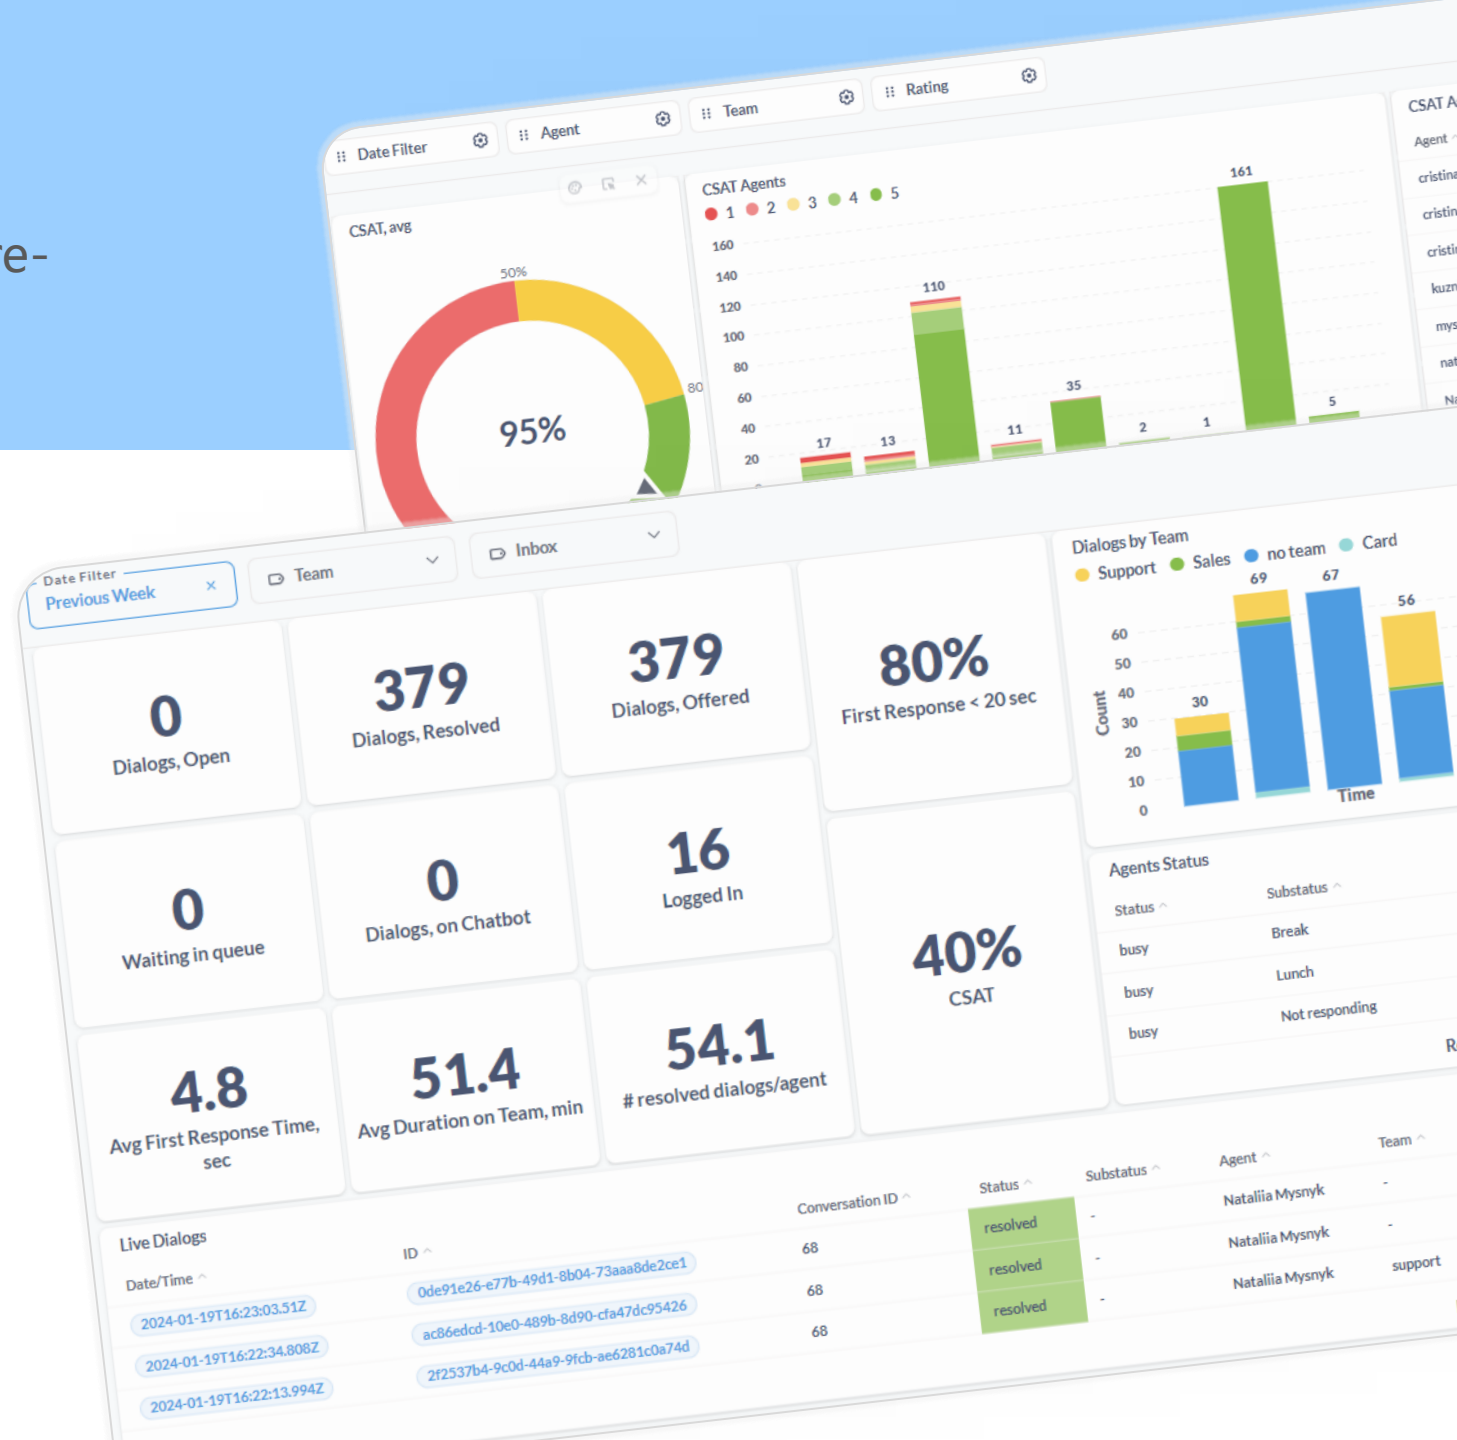 Date Filter
Agent
Team
Rating
re-
CSAT, avg
50%
80
95%
CSAT Agents
1 2 3 4 5
160
140
120
100
80
60
40
20
17
13
110
11
35
2
1
161
5
CSAT A
Agent
cristina
cristin
cristin
kuzn
mys
nat
Na
Date Filter
Previous Week
Team
Inbox
0
Dialogs, Open
379
Dialogs, Resolved
379
Dialogs, Offered
80%
First Response < 20 sec
0
Waiting in queue
0
Dialogs, on Chatbot
16
Logged In
40%
CSAT
4.8
Avg First Response Time,
sec
51.4
Avg Duration on Team, min
54.1
# resolved dialogs/agent
Dialogs by Team
Support Sales no team Card
Count
60
50
40
30
20
10
0
30
69
67
56
Time
Agents Status
Status Substatus
busy Break
busy Lunch
busy Not responding
Live Dialogs
Date/Time ID Conversation ID Status Substatus Agent Team
2024-01-19T16:23:03.51Z 0de91e26-e77b-49d1-8b04-73aaa8de2ce1 68 resolved - Nataliia Mysnyk -
2024-01-19T16:22:34.808Z ac86edcd-10e0-489b-8d90-cfa47dc95426 68 resolved - Nataliia Mysnyk -
2024-01-19T16:22:13.994Z 2f2537b4-9c0d-44a9-9fcb-ae6281c0a74d 68 resolved - Nataliia Mysnyk support